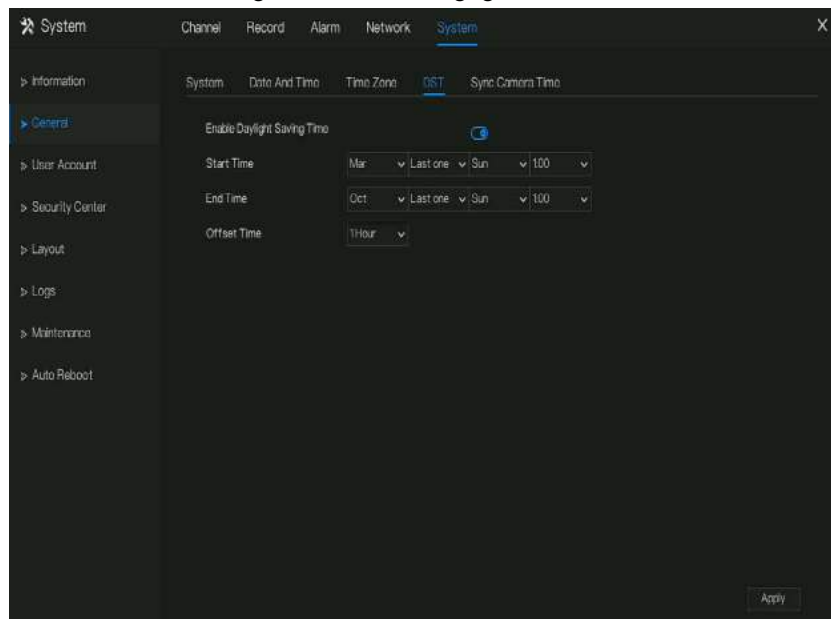 System Channel Record Alarm Network System X
Information
General
User Account
Security Center
Layout
Logs
Maintenance
Auto Reboot
System Date And Time Time Zone DST Sync Camera Time
Enable Daylight Saving Time
Start Time Mar Last one Sun 1:00
End Time Oct Last one Sun 1:00
Offset Time 1Hour
Apply